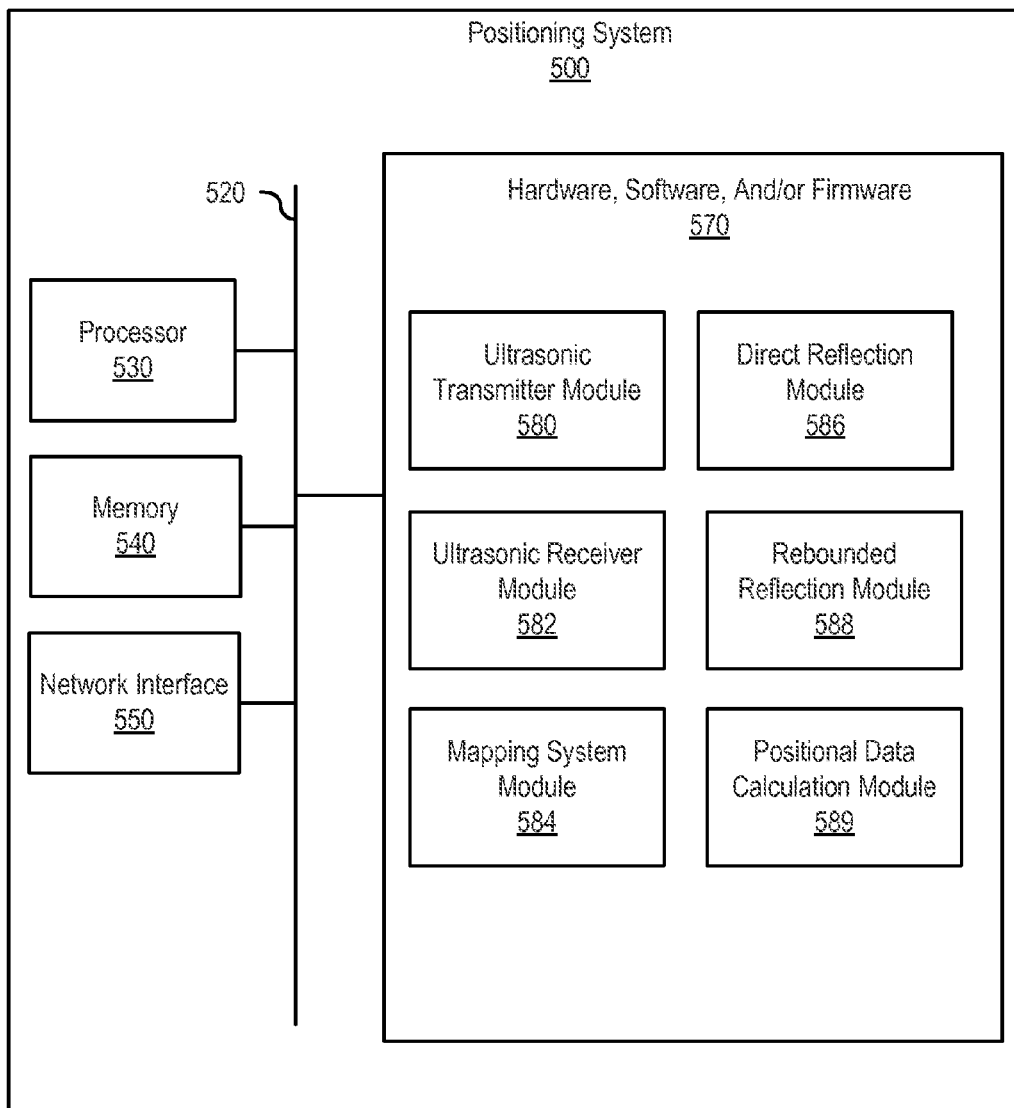 Positioning System
500
520
Hardware, Software, And/or Firmware
570
Processor
530
Memory
540
Network Interface
550
Ultrasonic
Transmitter Module
580
Direct Reflection
Module
586
Ultrasonic Receiver
Module
582
Rebounded
Reflection Module
588
Mapping System
Module
584
Positional Data
Calculation Module
589